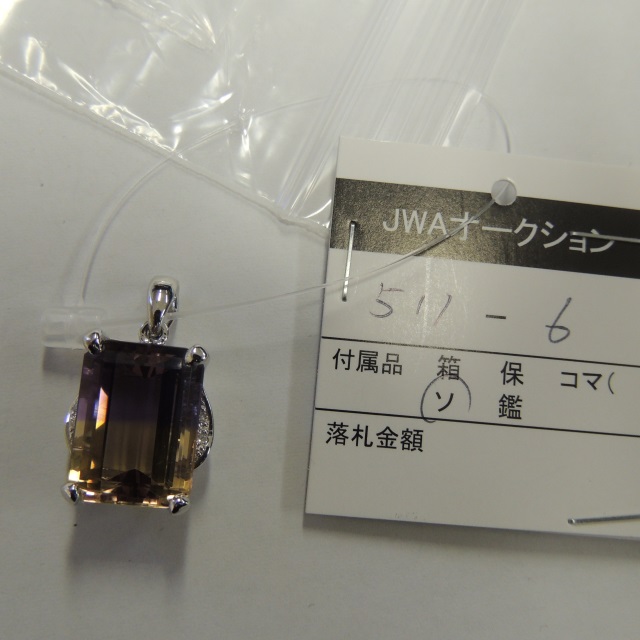 JWAオークション
511-6
付属品 箱 保 コマ(
ソ 鑑
落札金額